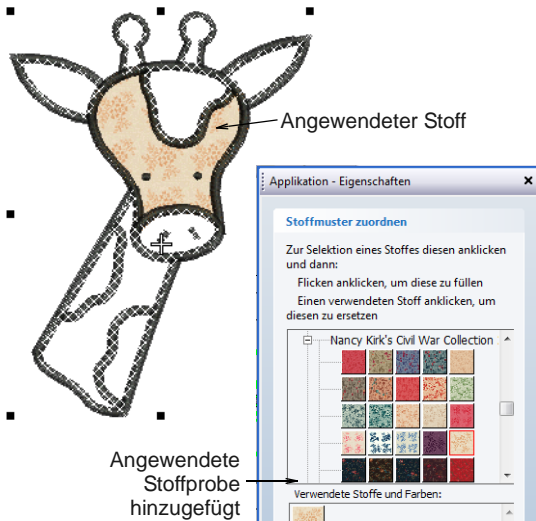 Angewendeter Stoff
Applikation - Eigenschaften
Stoffmuster zuordnen
Zur Selektion eines Stoffes diesen anklicken
und dann:
Flicken anklicken, um diese zu füllen
Einen verwendeten Stoff anklicken, um
diesen zu ersetzen
Nancy Kirk's Civil War Collection
Angewendete
Stoffprobe
hinzugefügt
Verwendete Stoffe und Farben: